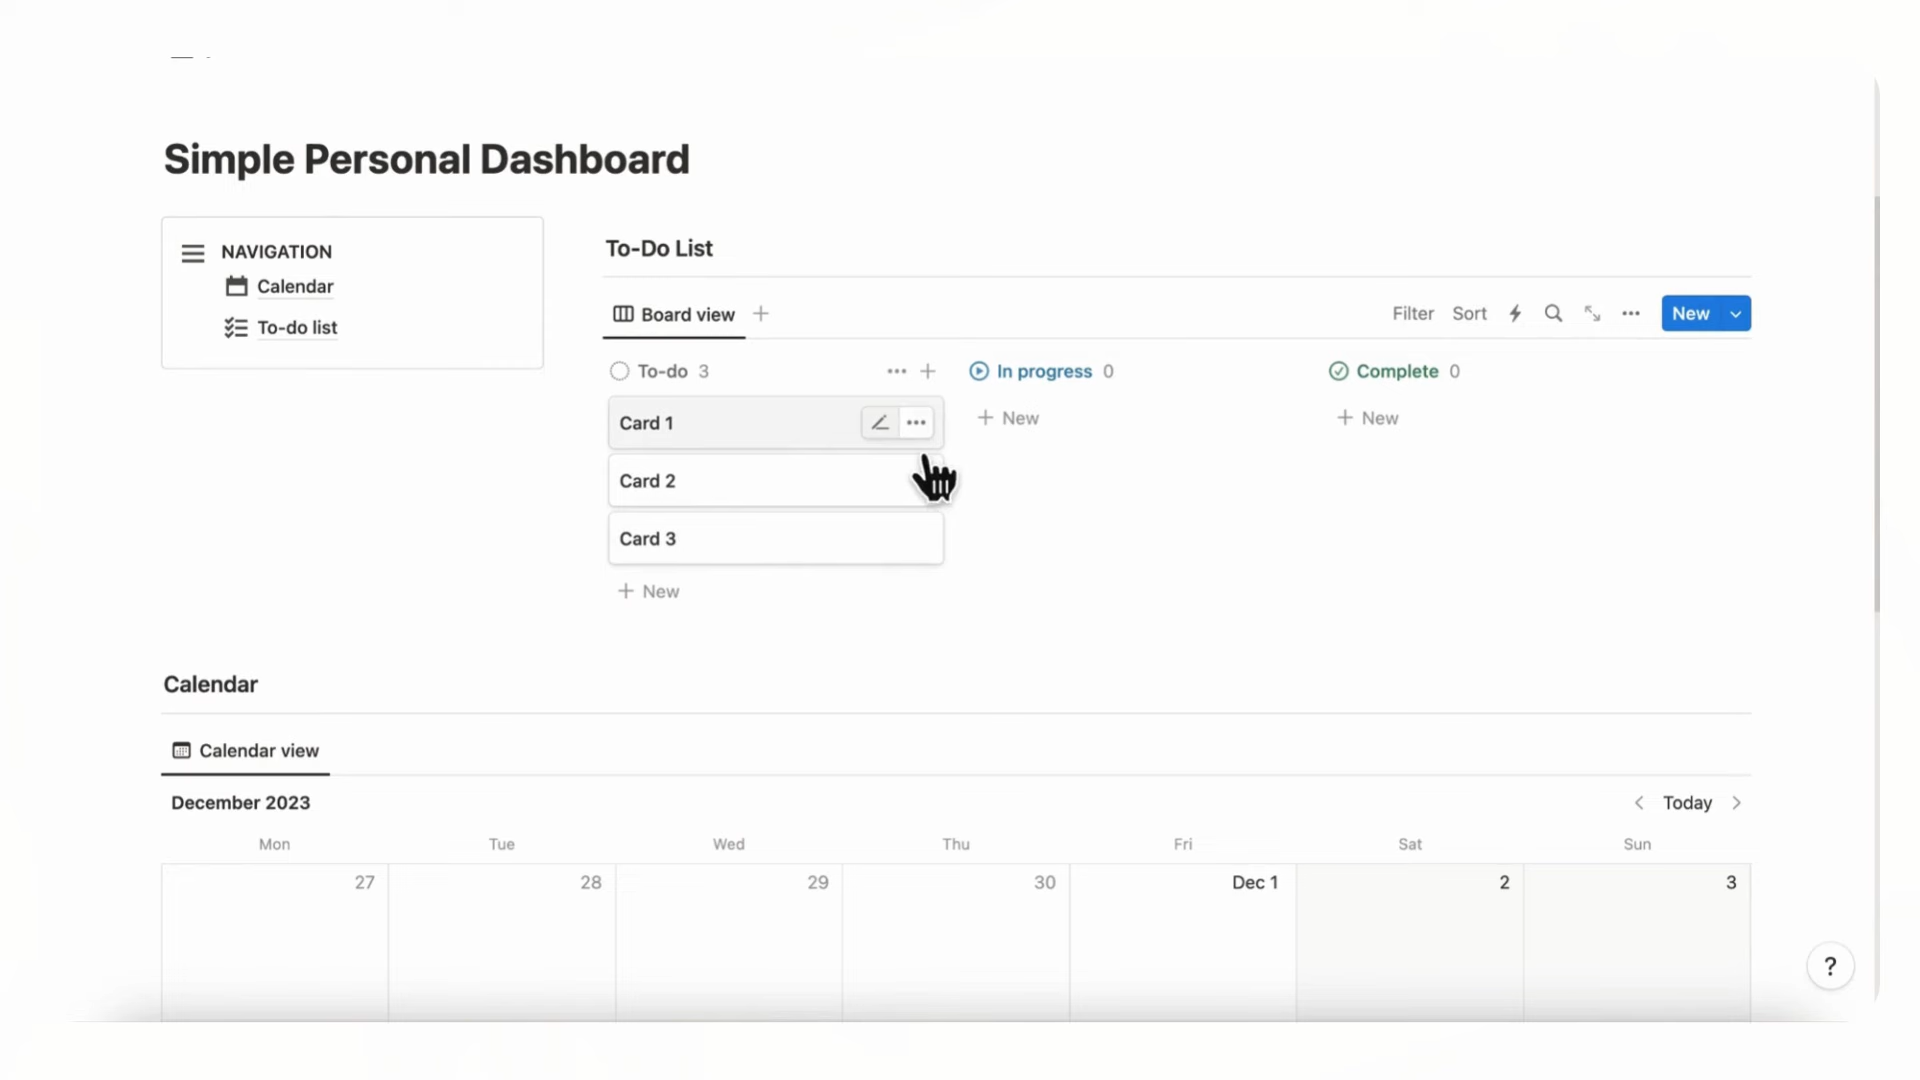 Simple Personal Dashboard
NAVIGATION
Calendar
To-do list
To-Do List
Board view
Filter Sort New
To-do 3
In progress 0
Complete 0
Card 1
Card 2
Card 3
New
New
New
Calendar
Calendar view
December 2023
Today
Mon Tue Wed Thu Fri Sat Sun
27 28 29 30 Dec 1 2 3
?